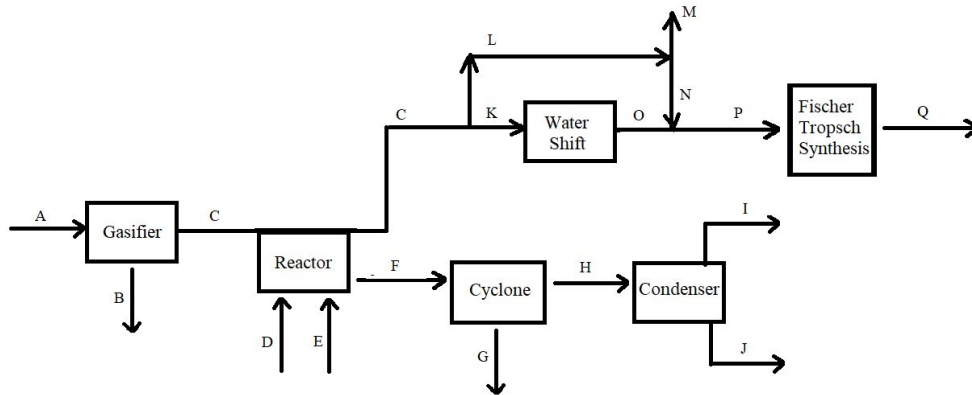 M
L
N
C
K
Water
Shift
O
P
Fischer
Tropsch
Synthesis
Q
A
Gasifier
C
B
Reactor
F
Cyclone
H
Condenser
I
D
E
G
J